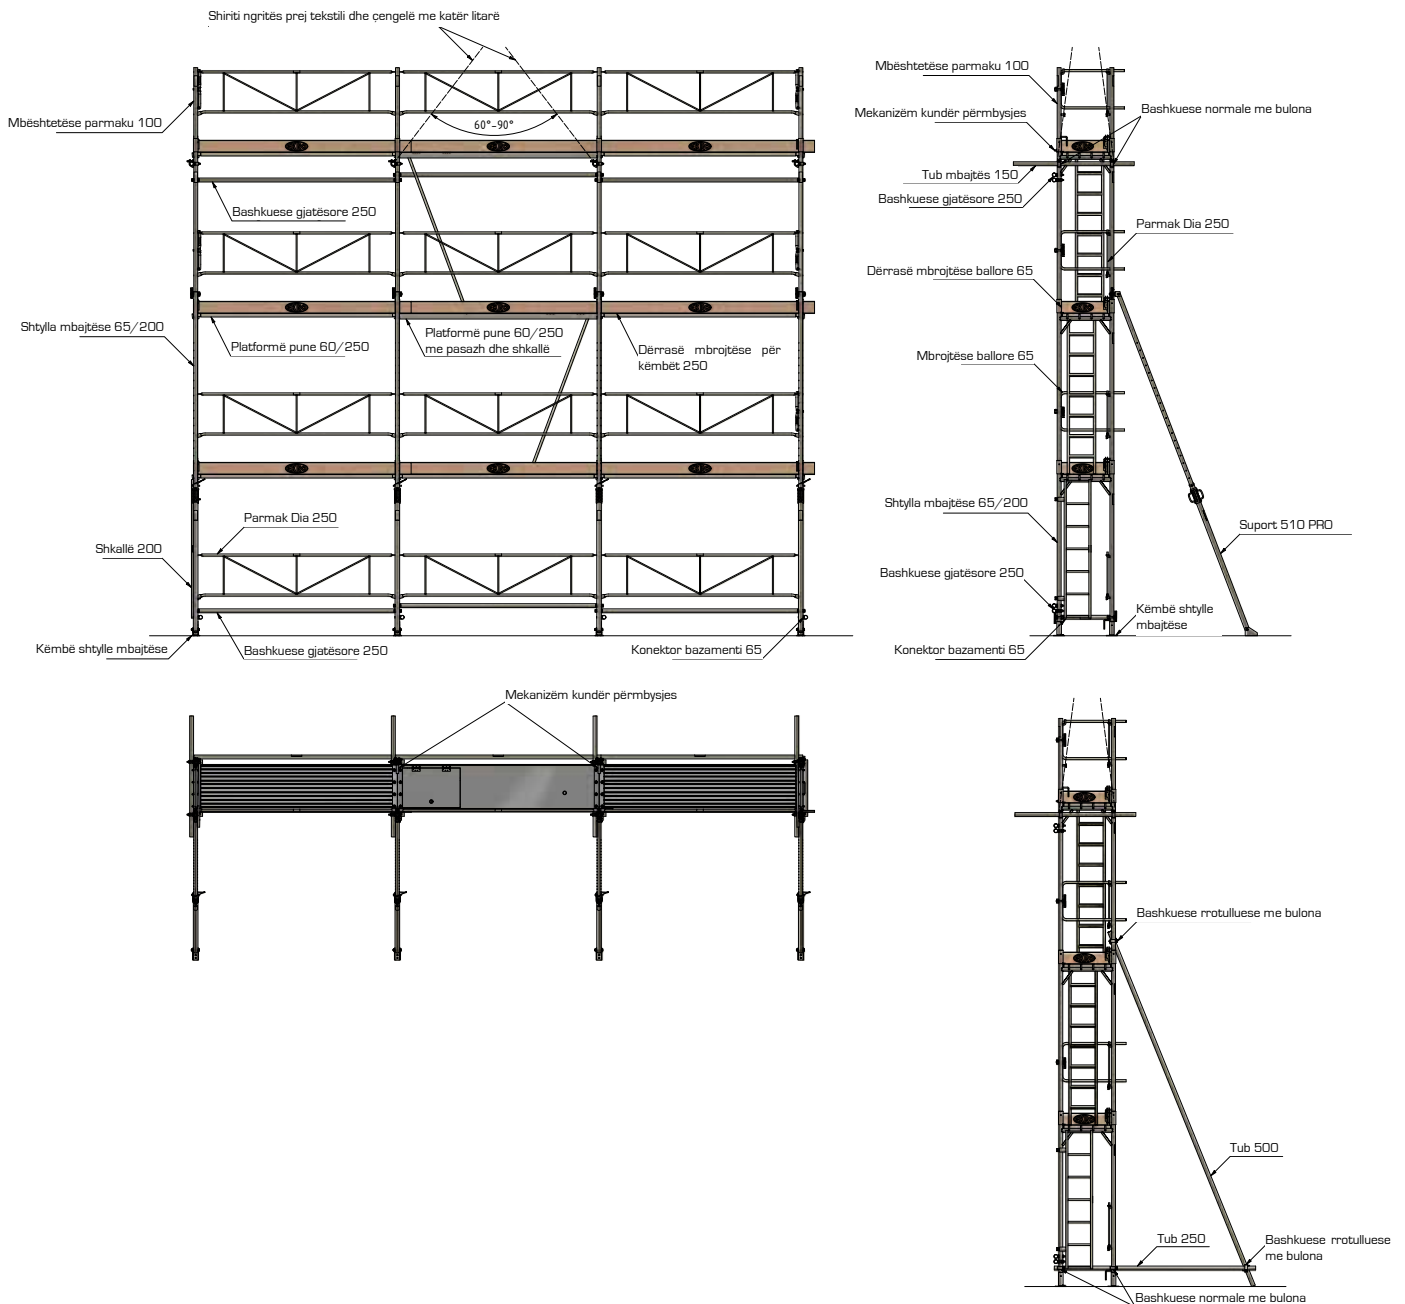 Shiriti ngritës prej tekstili dhe çengelë me katër litarë
Mbështetëse parmaku 100
60°-90°
Bashkuese gjatësore 250
Shtylla mbajtëse 65/200
Platformë pune 60/250
Platformë pune 60/250
me pasazh dhe shkallë
Dërrasë mbrojtëse për
këmbët 250
Parmak Dia 250
Shkallë 200
Këmbë shtylle mbajtëse
Bashkuese gjatësore 250
Konektor bazamenti 65
Mbështetëse parmaku 100
Mekanizëm kundër përmbysjes
Bashkuese normale me bulona
Tub mbajtës 150
Bashkuese gjatësore 250
Parmak Dia 250
Dërrasë mbrojtëse ballore 65
Mbrojtëse ballore 65
Shtylla mbajtëse 65/200
Suport 510 PRO
Bashkuese gjatësore 250
Këmbë shtylle
mbajtëse
Konektor bazamenti 65
Mekanizëm kundër përmbysjes
Bashkuese rrotulluese me bulona
Tub 500
Tub 250
Bashkuese rrotulluese
me bulona
Bashkuese normale me bulona